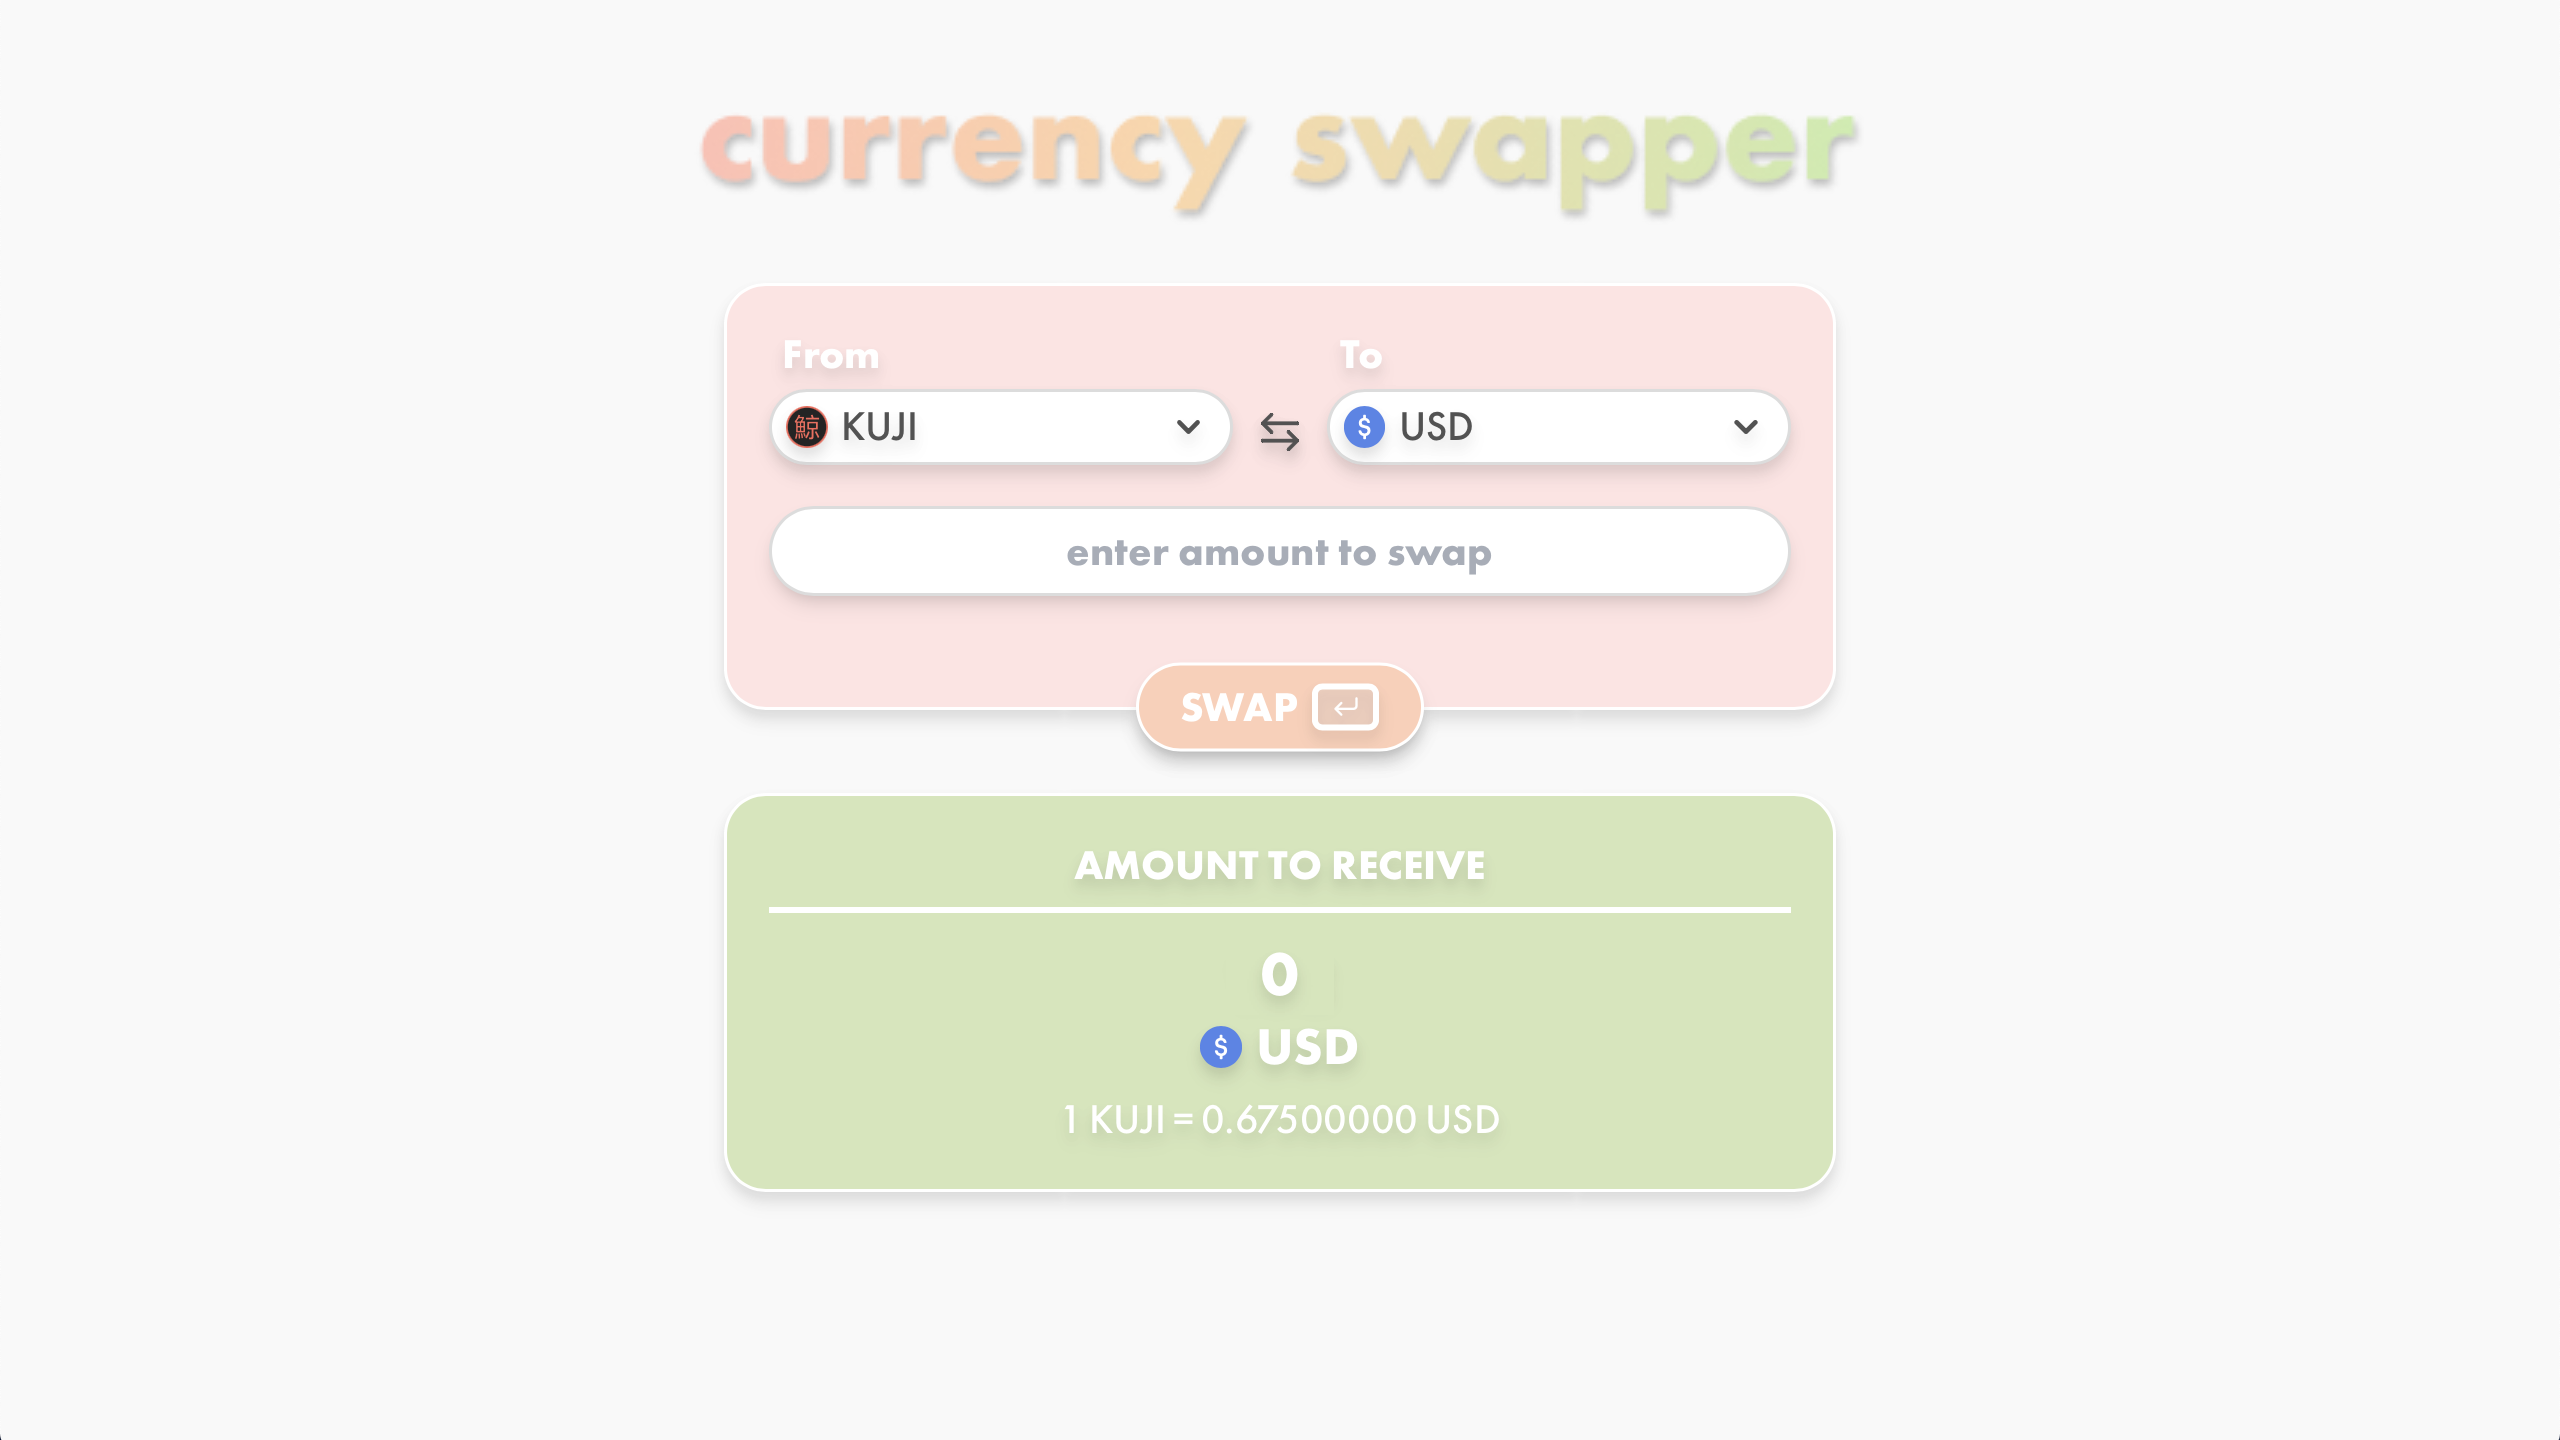 currency swapper
From
To
鯨 KUJI
$ USD
enter amount to swap
SWAP
AMOUNT TO RECEIVE
0
$ USD
1 KUJI = 0.67500000 USD